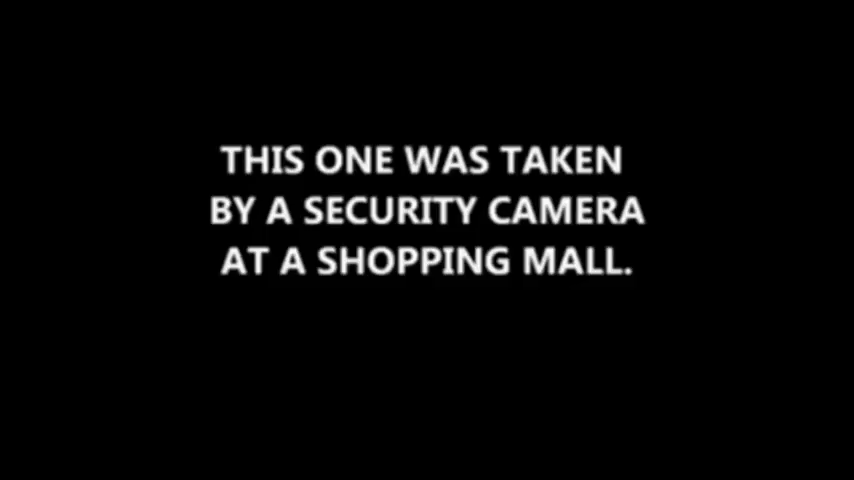 THIS ONE WAS TAKEN
BY A SECURITY CAMERA
AT A SHOPPING MALL.